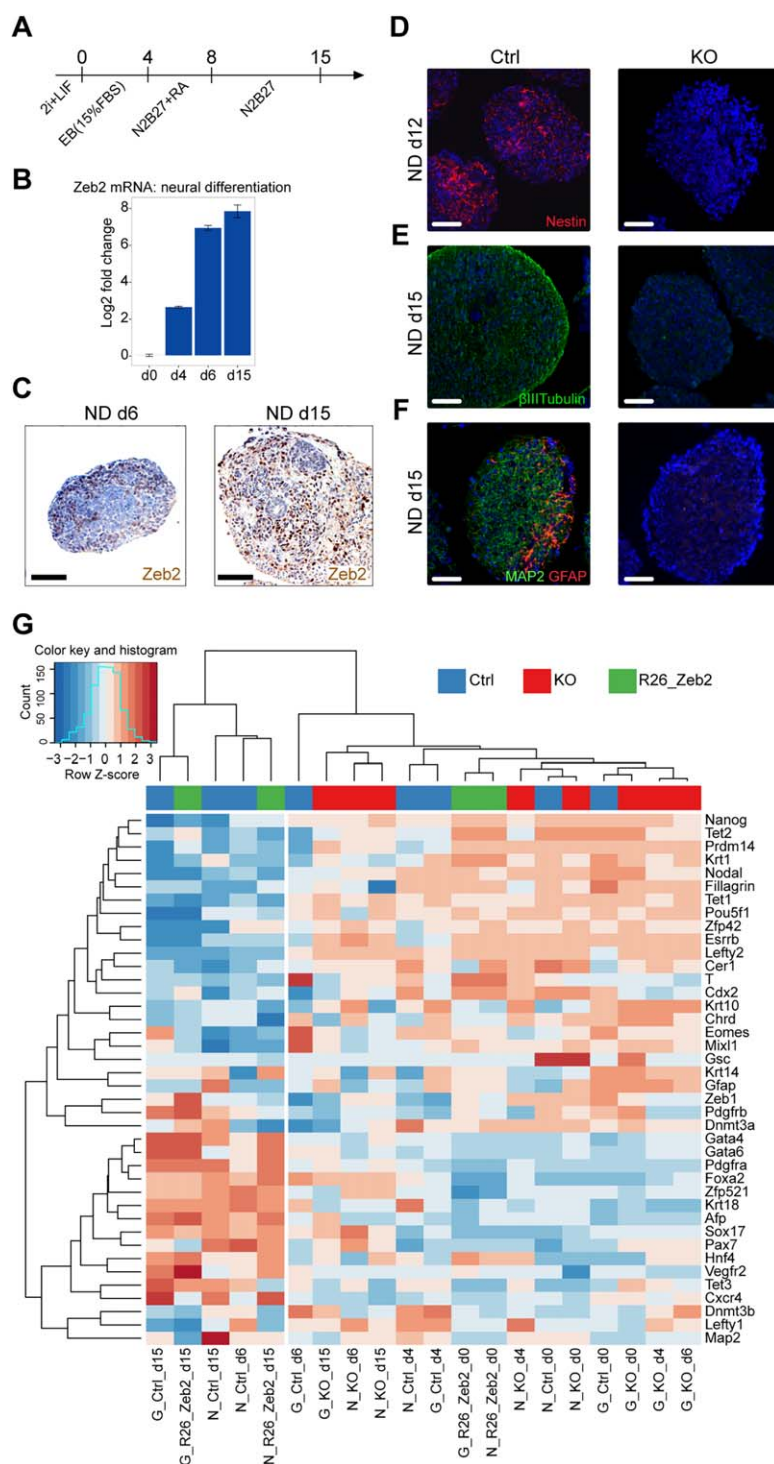 A
0 4 8 15
2i+LIF
EB(15%FBS)
N2B27+RA
N2B27
B
Zeb2 mRNA: neural differentiation
Log2 fold change
8
6
4
2
0
d0 d4 d6 d15
C
ND d6 ND d15
Zeb2 Zeb2
D
Ctrl KO
ND d12
Nestin
E
ND d15
βIIITubulin
F
ND d15
MAP2 GFAP
G
Color key and histogram
Count
0 50 100 150
−3 −2 −1 0 1 2 3
Row Z-score
Ctrl KO R26_Zeb2
Nanog
Tet2
Prdm14
Krt1
Nodal
Fillagrin
Tet1
Pou5f1
Zfp42
Esrrb
Lefty2
Cer1
T
Cdx2
Krt10
Chrd
Eomes
Mixl1
Gsc
Krt14
Gfap
Zeb1
Pdgfrb
Dnmt3a
Gata4
Gata6
Pdgfra
Foxa2
Zfp521
Krt18
Afp
Sox17
Pax7
Hnf4
Vegfr2
Tet3
Cxcr4
Dnmt3b
Lefty1
Map2
G_Ctrl_d15
G_R26_Zeb2_d15
N_Ctrl_d15
N_Ctrl_d6
N_R26_Zeb2_d15
G_Ctrl_d6
G_KO_d15
N_KO_d6
N_KO_d15
N_Ctrl_d4
G_Ctrl_d4
G_R26_Zeb2_d0
N_R26_Zeb2_d0
N_KO_d4
N_Ctrl_d0
N_KO_d0
G_Ctrl_d0
G_KO_d0
G_KO_d4
G_KO_d6